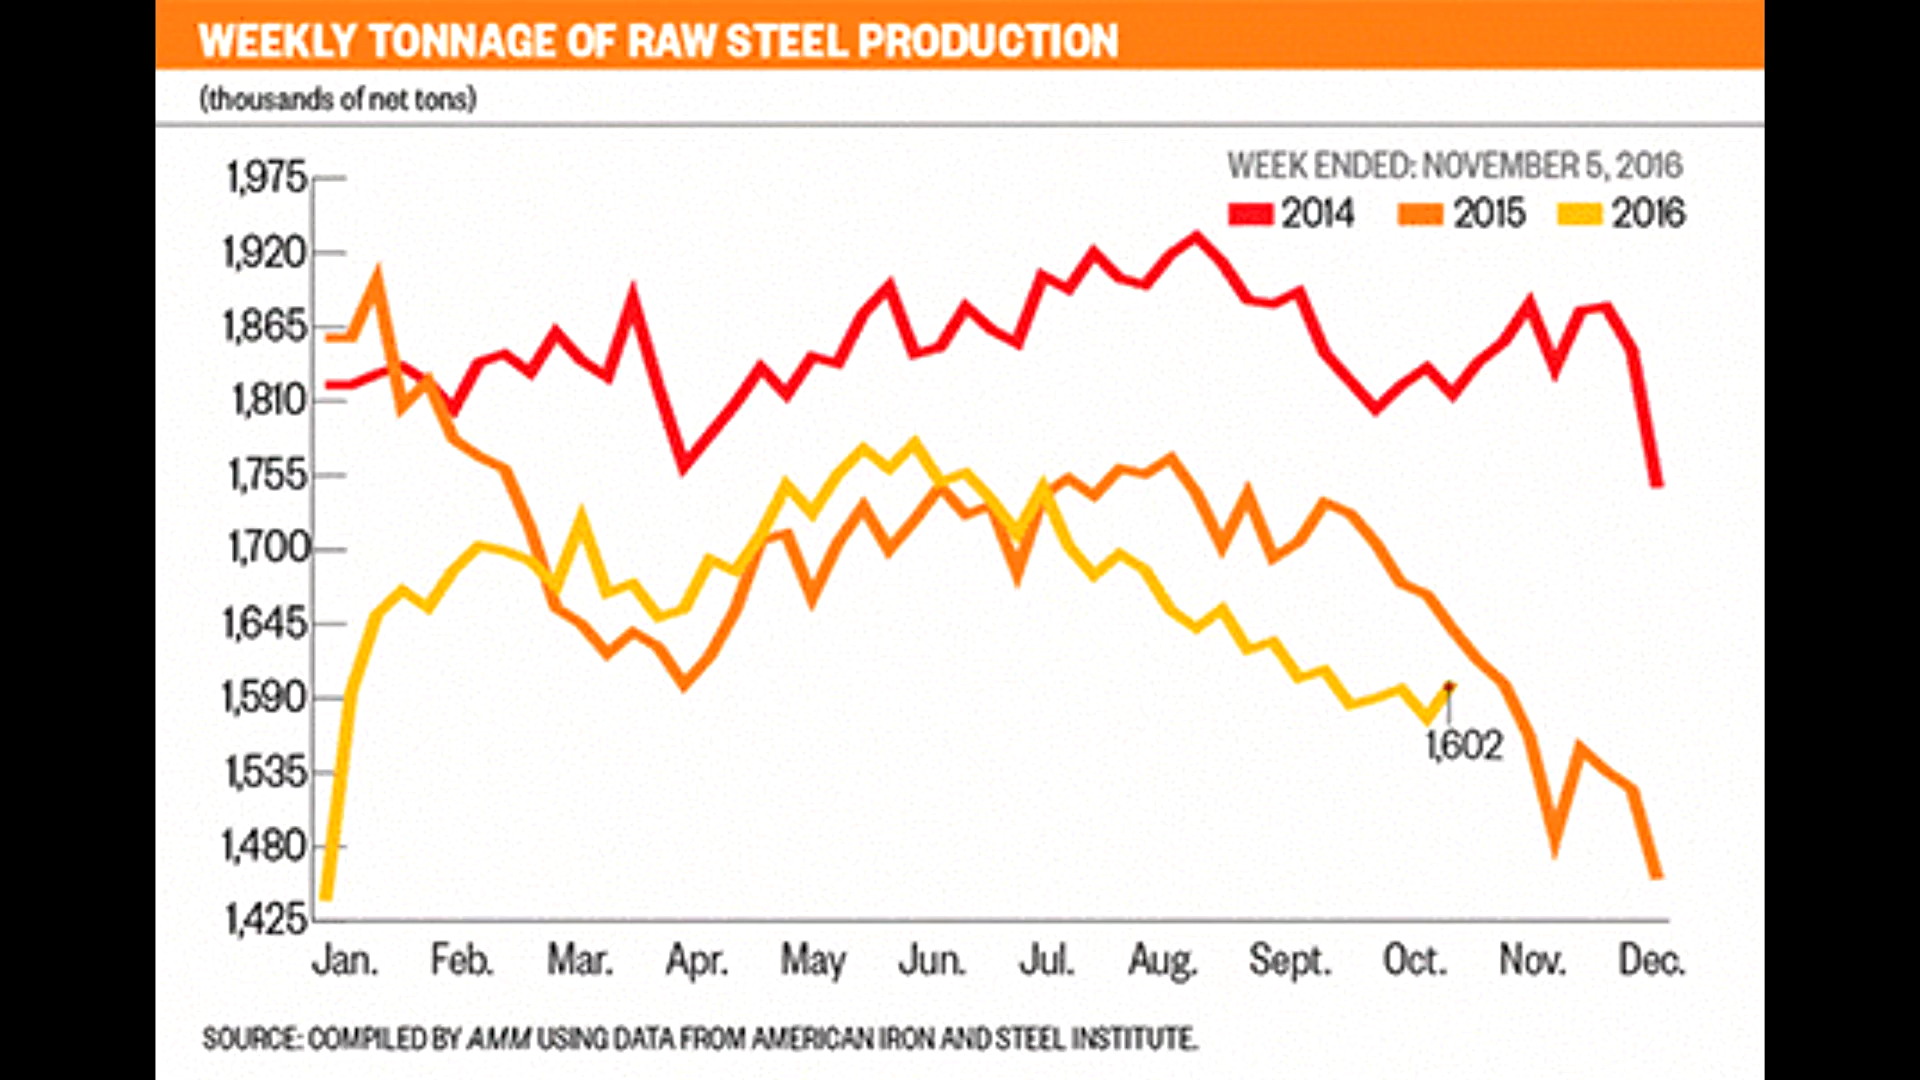 WEEKLY TONNAGE OF RAW STEEL PRODUCTION
(thousands of net tons)
WEEK ENDED: NOVEMBER 5, 2016
2014 2015 2016
1,975
1,920
1,865
1,810
1,755
1,700
1,645
1,590
1,535
1,480
1,425
1,602
Jan. Feb. Mar. Apr. May Jun. Jul. Aug. Sept. Oct. Nov. Dec.
SOURCE: COMPILED BY AMM USING DATA FROM AMERICAN IRON AND STEEL INSTITUTE.